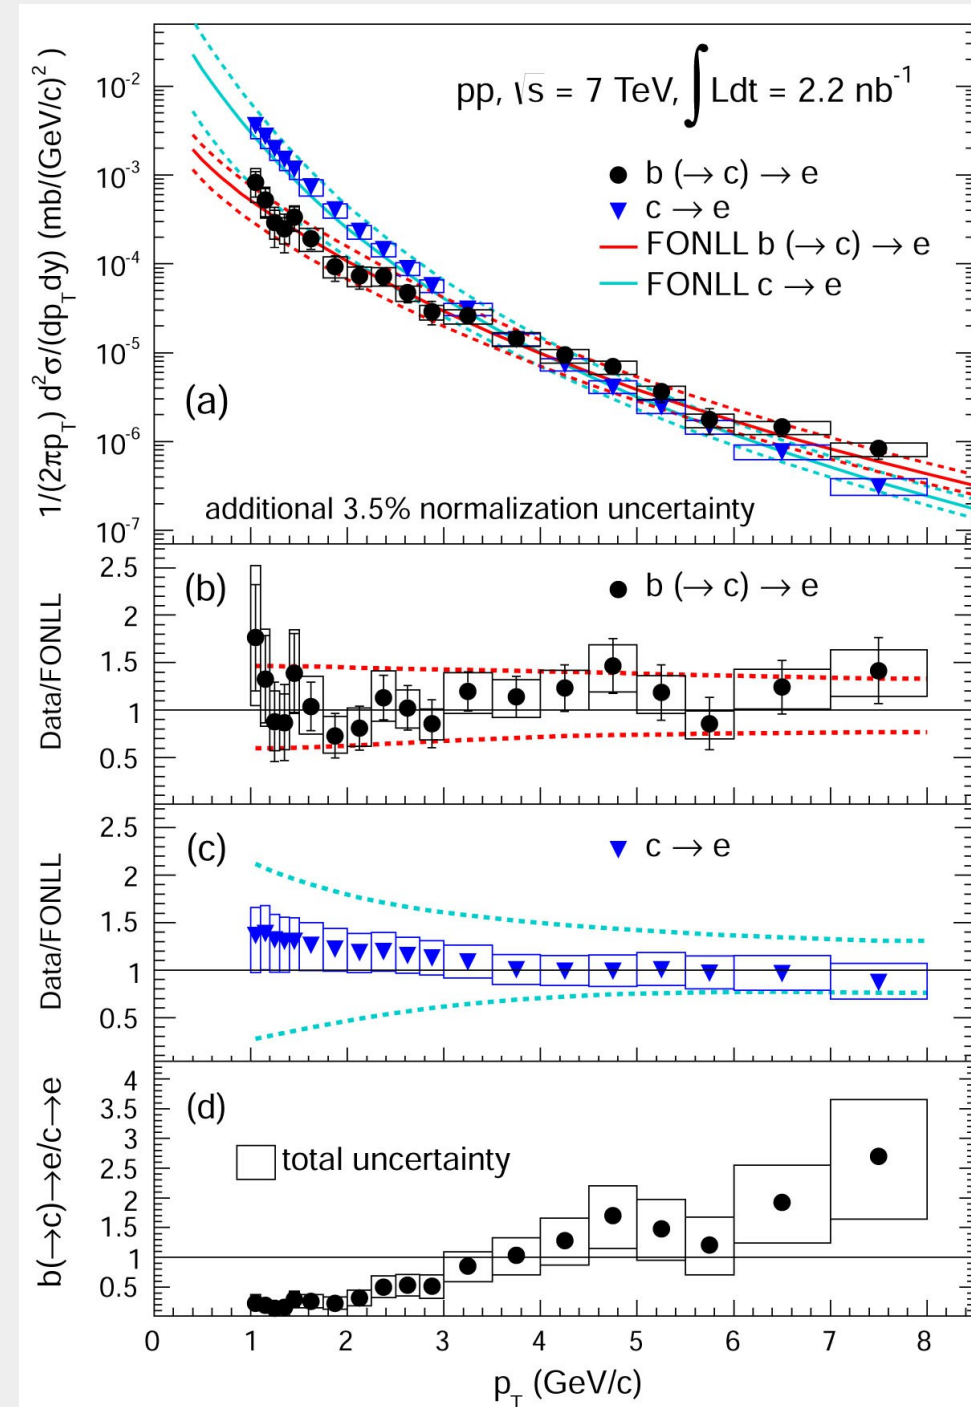 pp, √s = 7 TeV, ∫ Ldt = 2.2 nb⁻¹
b (→ c) → e
c → e
FONLL b (→ c) → e
FONLL c → e
(a)
additional 3.5% normalization uncertainty
1/(2πp_T) d²σ/(dp_Tdy) (mb/(GeV/c)²)
10⁻²
10⁻³
10⁻⁴
10⁻⁵
10⁻⁶
10⁻⁷
(b)
b (→ c) → e
Data/FONLL
2.5
2
1.5
1
0.5
(c)
c → e
Data/FONLL
2.5
2
1.5
1
0.5
(d)
total uncertainty
b(→c)→e/c→e
4
3.5
3
2.5
2
1.5
1
0.5
0 1 2 3 4 5 6 7 8
p_T (GeV/c)